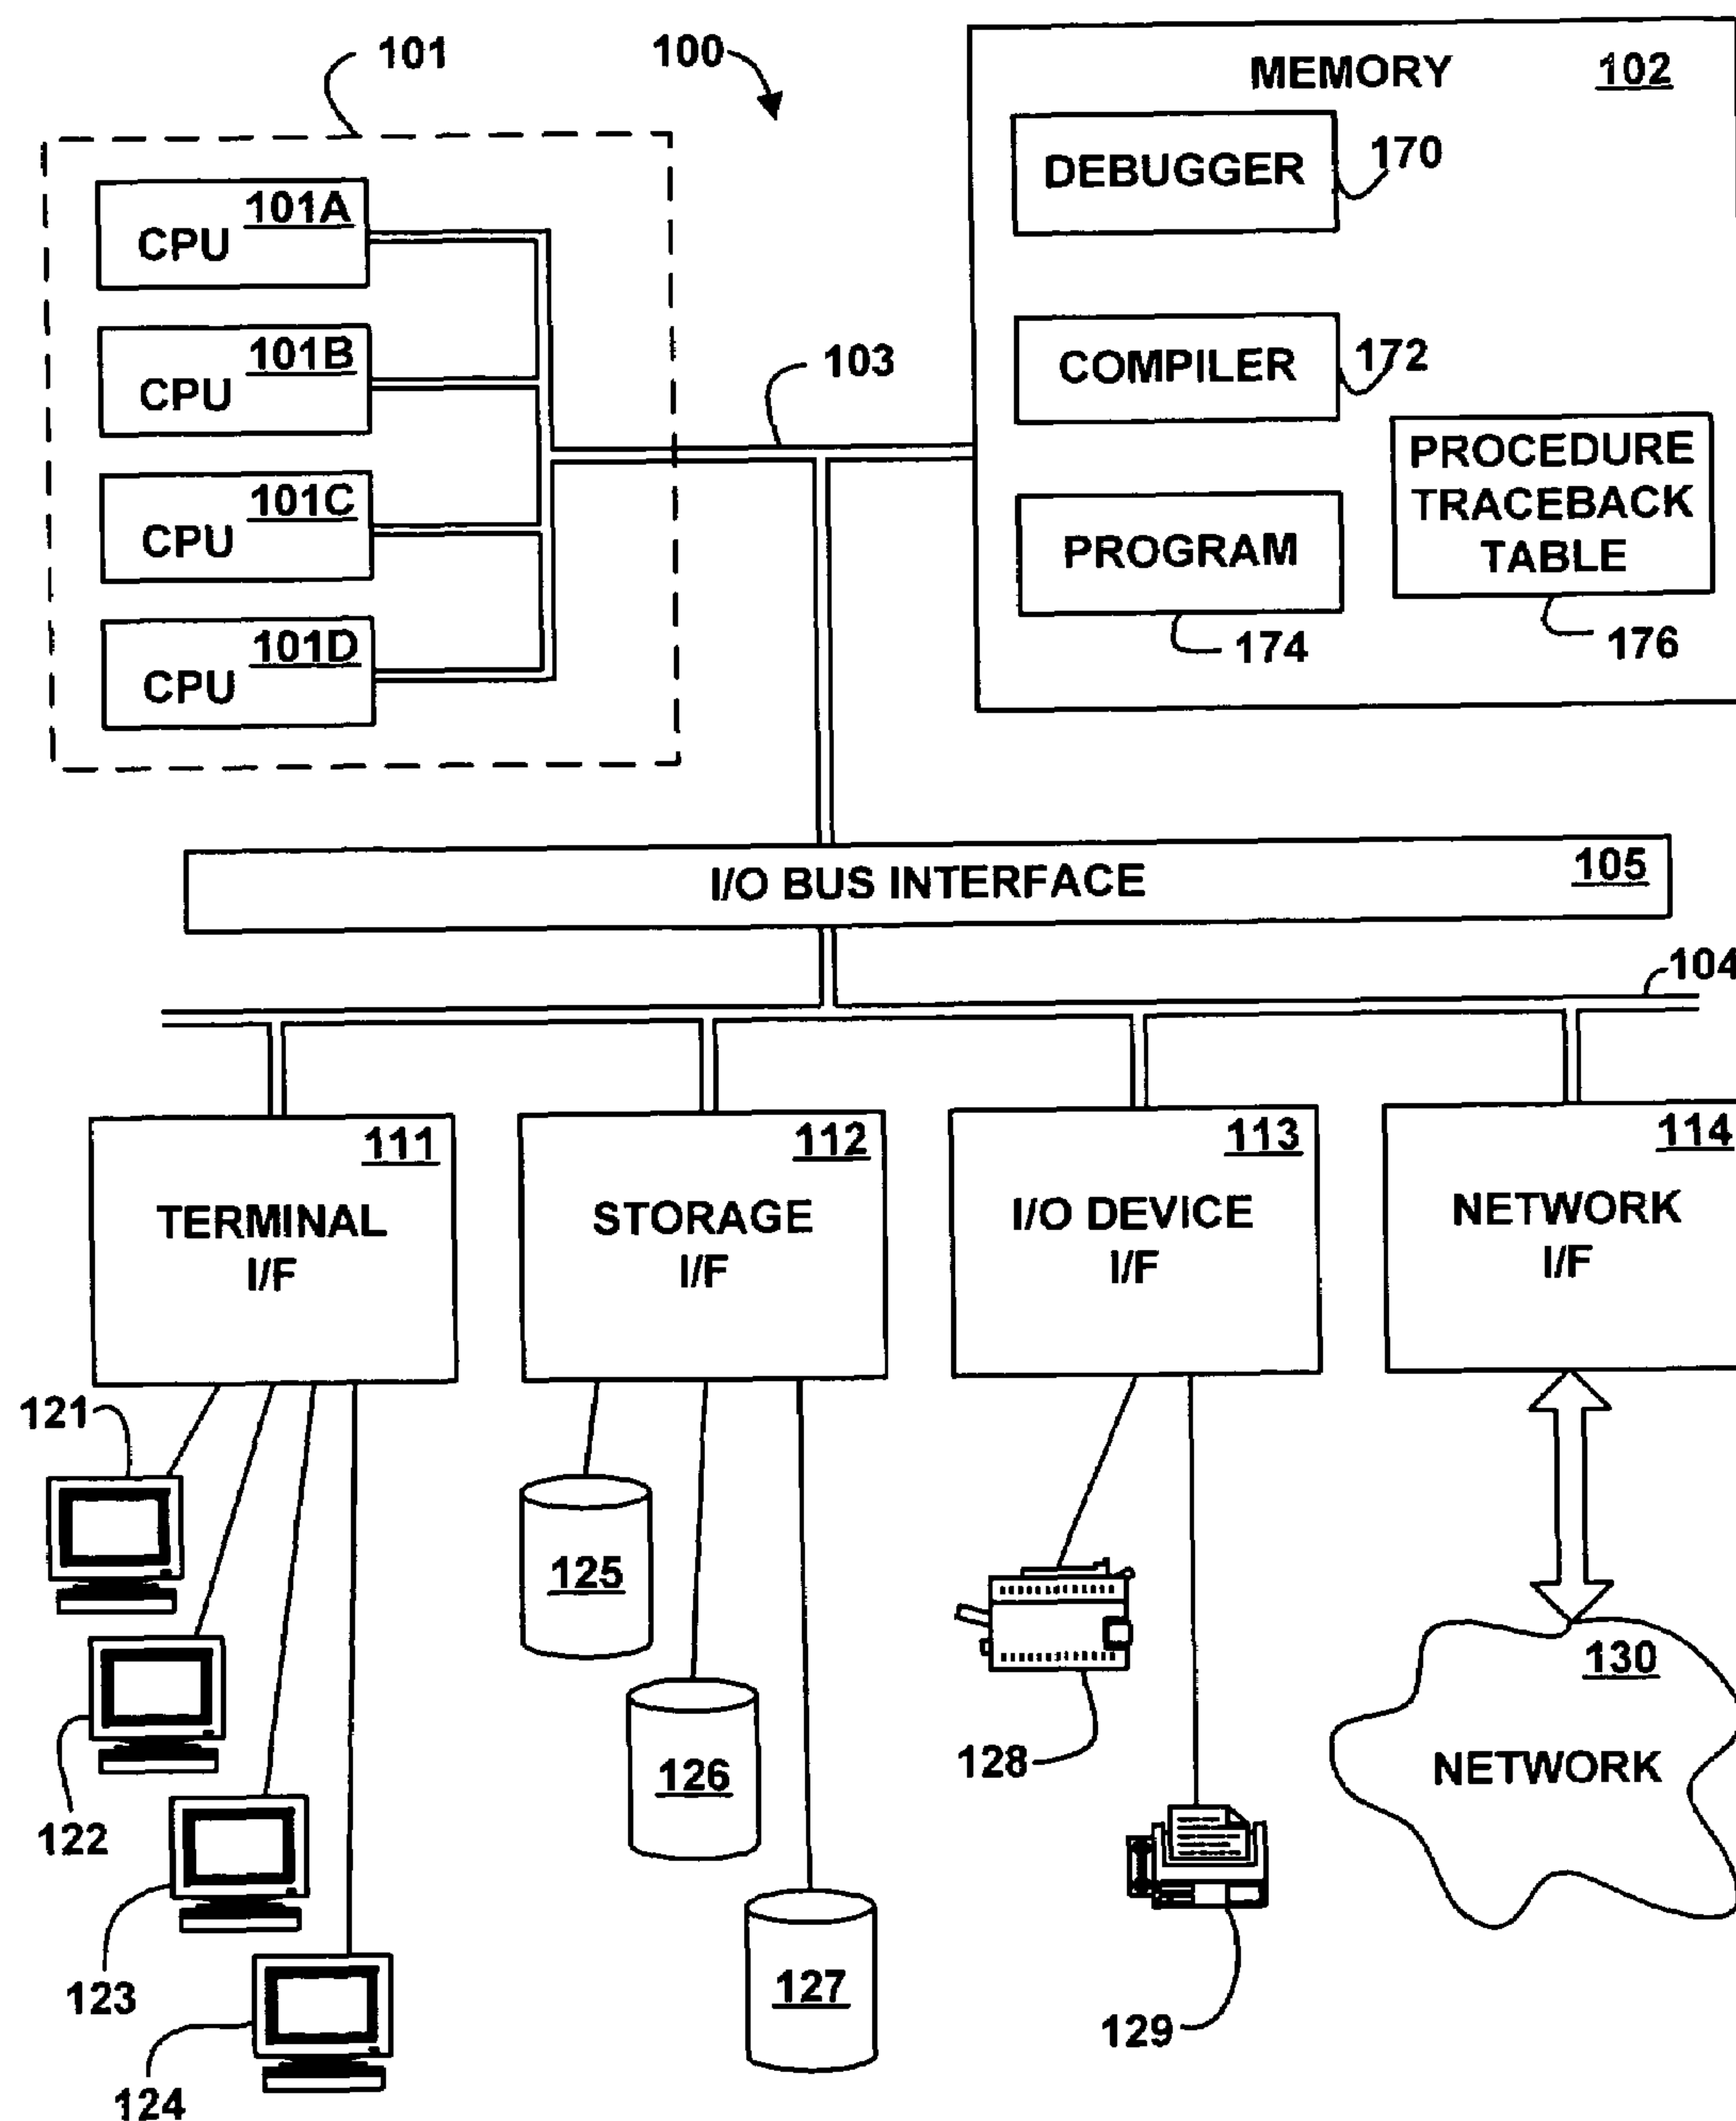 101
100
MEMORY 102
DEBUGGER
170
101A
CPU
101B
CPU
101C
CPU
101D
CPU
103
COMPILER
172
PROCEDURE
TRACEBACK
TABLE
PROGRAM
174
176
I/O BUS INTERFACE 105
104
111
TERMINAL
I/F
112
STORAGE
I/F
113
I/O DEVICE
I/F
114
NETWORK
I/F
121
122
123
124
125
126
127
128
129
130
NETWORK